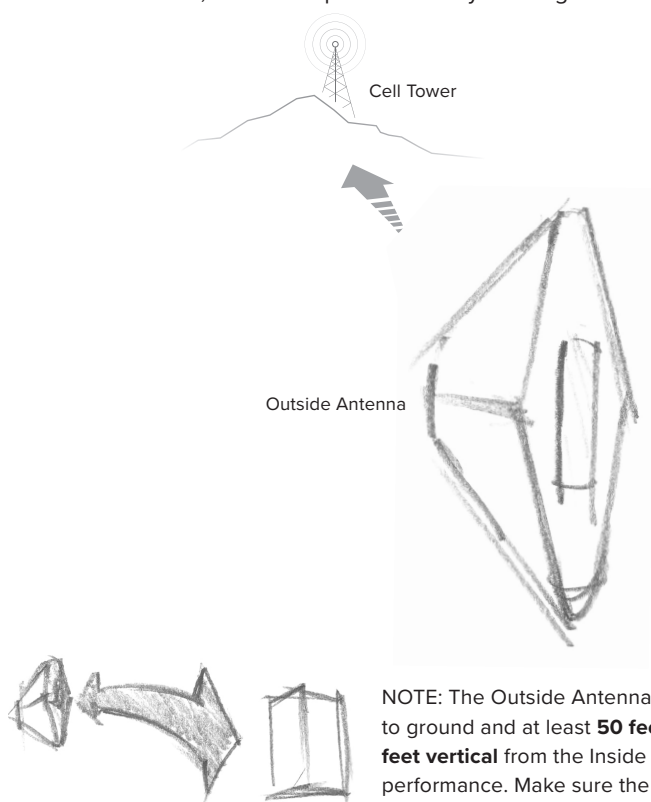 Cell Tower
Outside Antenna
NOTE: The Outside Antenna
to ground and at least 50 fee
feet vertical from the Inside
performance. Make sure the